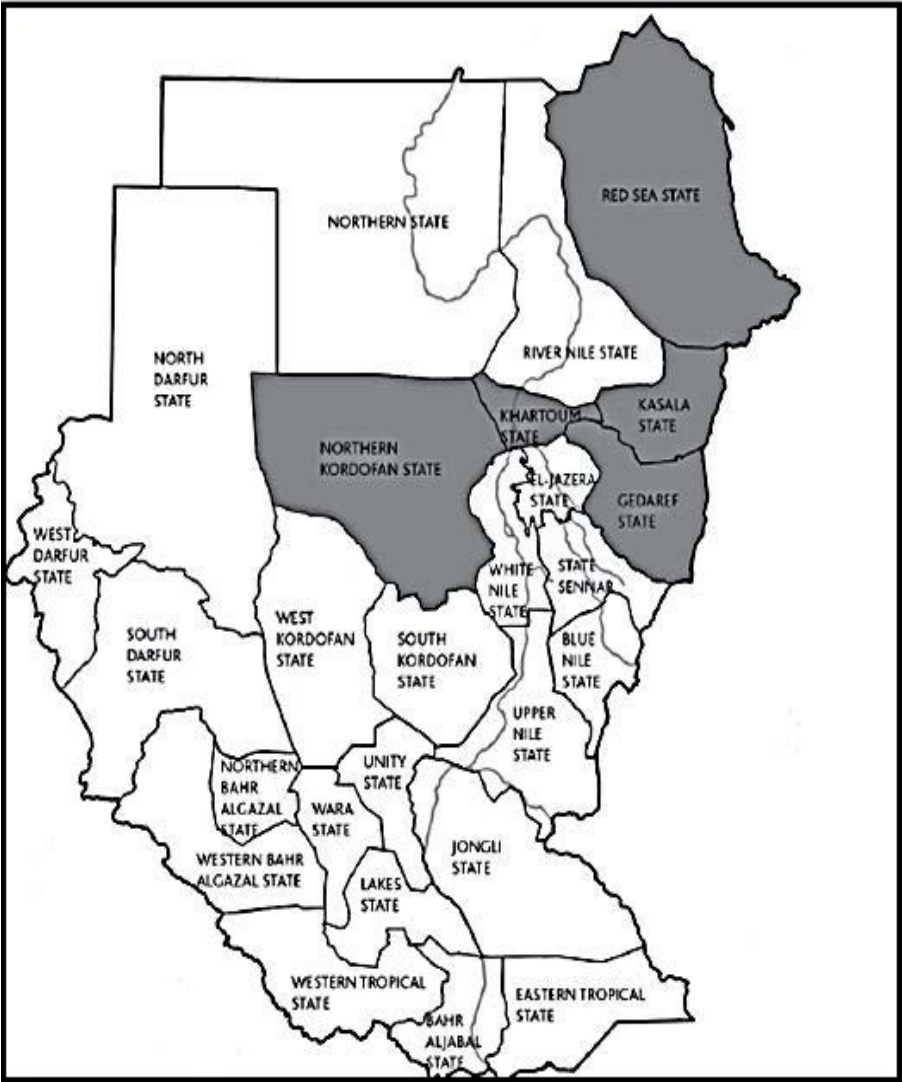 RED SEA STATE
NORTHERN STATE
RIVER NILE STATE
NORTH
DARFUR
STATE
KASALA
STATE
KHARTOUM
STATE
NORTHERN
KORDOFAN STATE
EL-JAZERA
STATE
GEDAREF
STATE
WEST
DARFUR
STATE
WHITE
NILE
STATE
STATE
SENNAR
WEST
KORDOFAN
STATE
SOUTH
DARFUR
STATE
SOUTH
KORDOFAN
STATE
BLUE
NILE
STATE
UPPER
NILE
STATE
UNITY
STATE
NORTHERN
BAHR
ALGAZAL
STATE
WARA
STATE
JONGLI
STATE
WESTERN BAHR
ALGAZAL STATE
LAKES
STATE
WESTERN TROPICAL
STATE
EASTERN TROPICAL
STATE
BAHR
ALJABAL
STATE